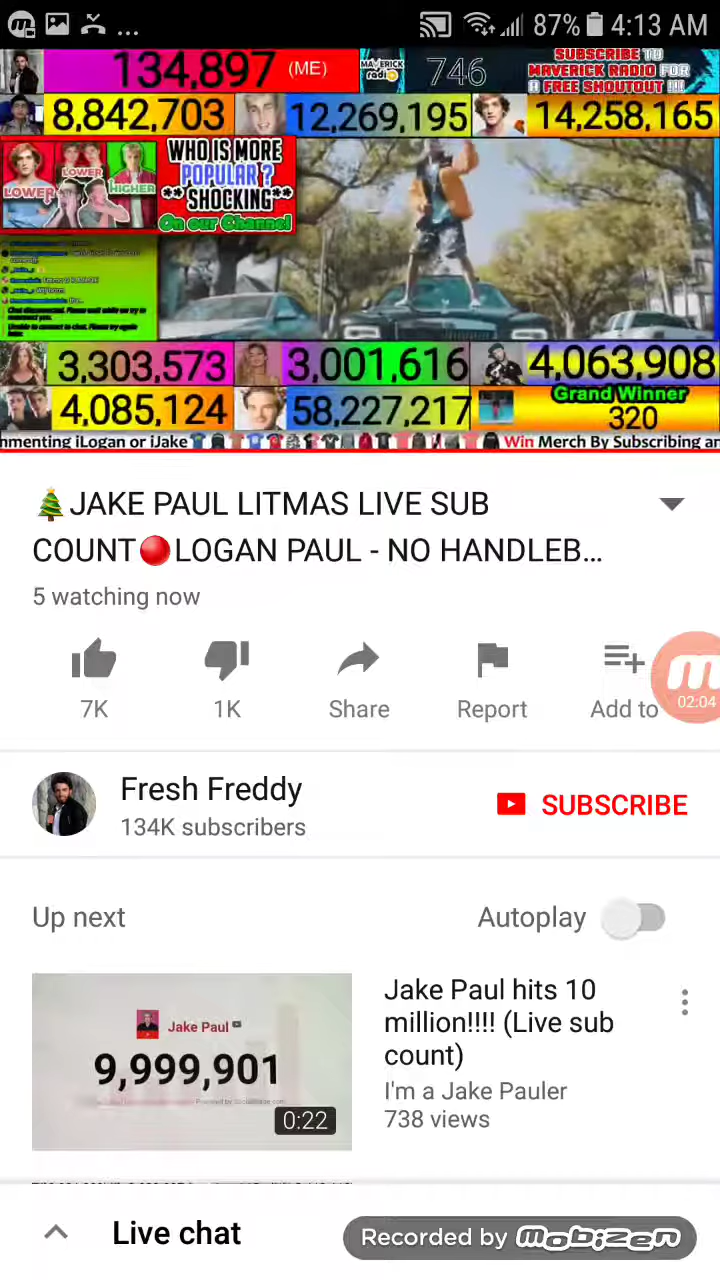 ... 87% 4:13 AM
134,897 (ME) MAVERICK radio 746 SUBSCRIBE TO
MAVERICK RADIO FOR
A FREE SHOUTOUT !!!
8,842,703 12,269,195 14,258,165
LOWER LOWER HIGHER
WHO IS MORE
POPULAR ?
**SHOCKING**
On our Channel
3,303,573 3,001,616 4,063,908
4,085,124 58,227,217 Grand Winner
320
nmenting iLogan or iJake Win Merch By Subscribing an
🎄JAKE PAUL LITMAS LIVE SUB
COUNT🔴LOGAN PAUL - NO HANDLEB...
5 watching now
7K 1K Share Report Add to
02:04
Fresh Freddy
134K subscribers
SUBSCRIBE
Up next Autoplay
Jake Paul
9,999,901
0:22
Jake Paul hits 10
million!!!! (Live sub
count)
I'm a Jake Pauler
738 views
Live chat
Recorded by mobizen